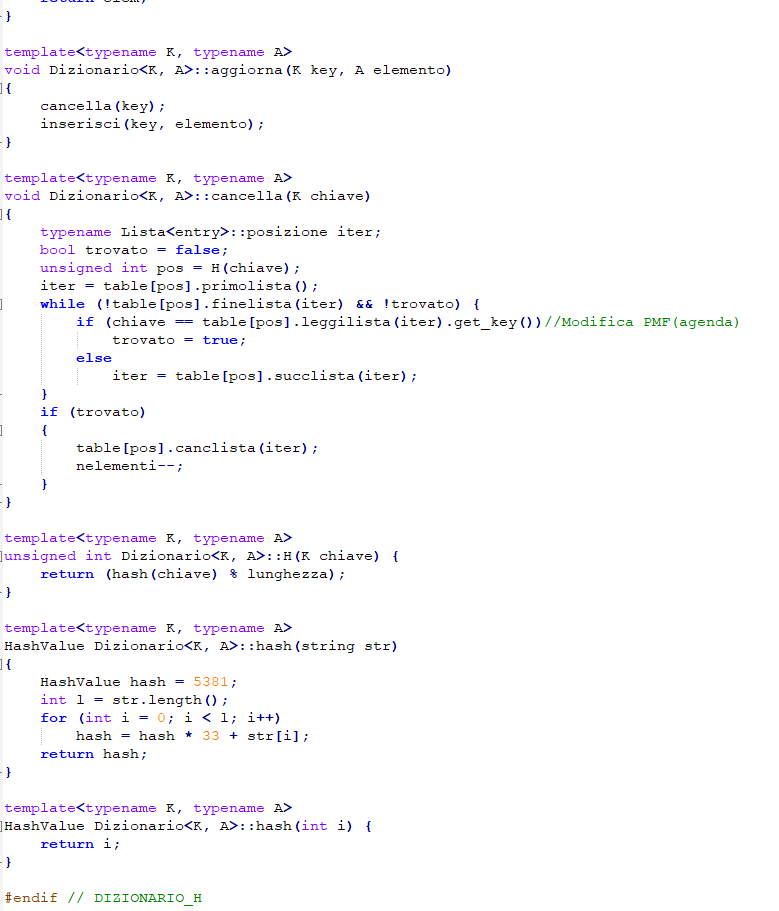 }
template<typename K, typename A>
void Dizionario<K, A>::aggiorna(K key, A elemento)
{
    cancella(key);
    inserisci(key, elemento);
}
template<typename K, typename A>
void Dizionario<K, A>::cancella(K chiave)
{
    typename Lista<entry>::posizione iter;
    bool trovato = false;
    unsigned int pos = H(chiave);
    iter = table[pos].primolista();
    while (!table[pos].finelista(iter) && !trovato) {
        if (chiave == table[pos].leggilista(iter).get_key())//Modifica PMF(agenda)
            trovato = true;
        else
            iter = table[pos].succlista(iter);
    }
    if (trovato)
    {
        table[pos].canclista(iter);
        nelementi--;
    }
}
template<typename K, typename A>
unsigned int Dizionario<K, A>::H(K chiave) {
    return (hash(chiave) % lunghezza);
}
template<typename K, typename A>
HashValue Dizionario<K, A>::hash(string str)
{
    HashValue hash = 5381;
    int l = str.length();
    for (int i = 0; i < l; i++)
        hash = hash * 33 + str[i];
    return hash;
}
template<typename K, typename A>
HashValue Dizionario<K, A>::hash(int i) {
    return i;
}
#endif // DIZIONARIO_H